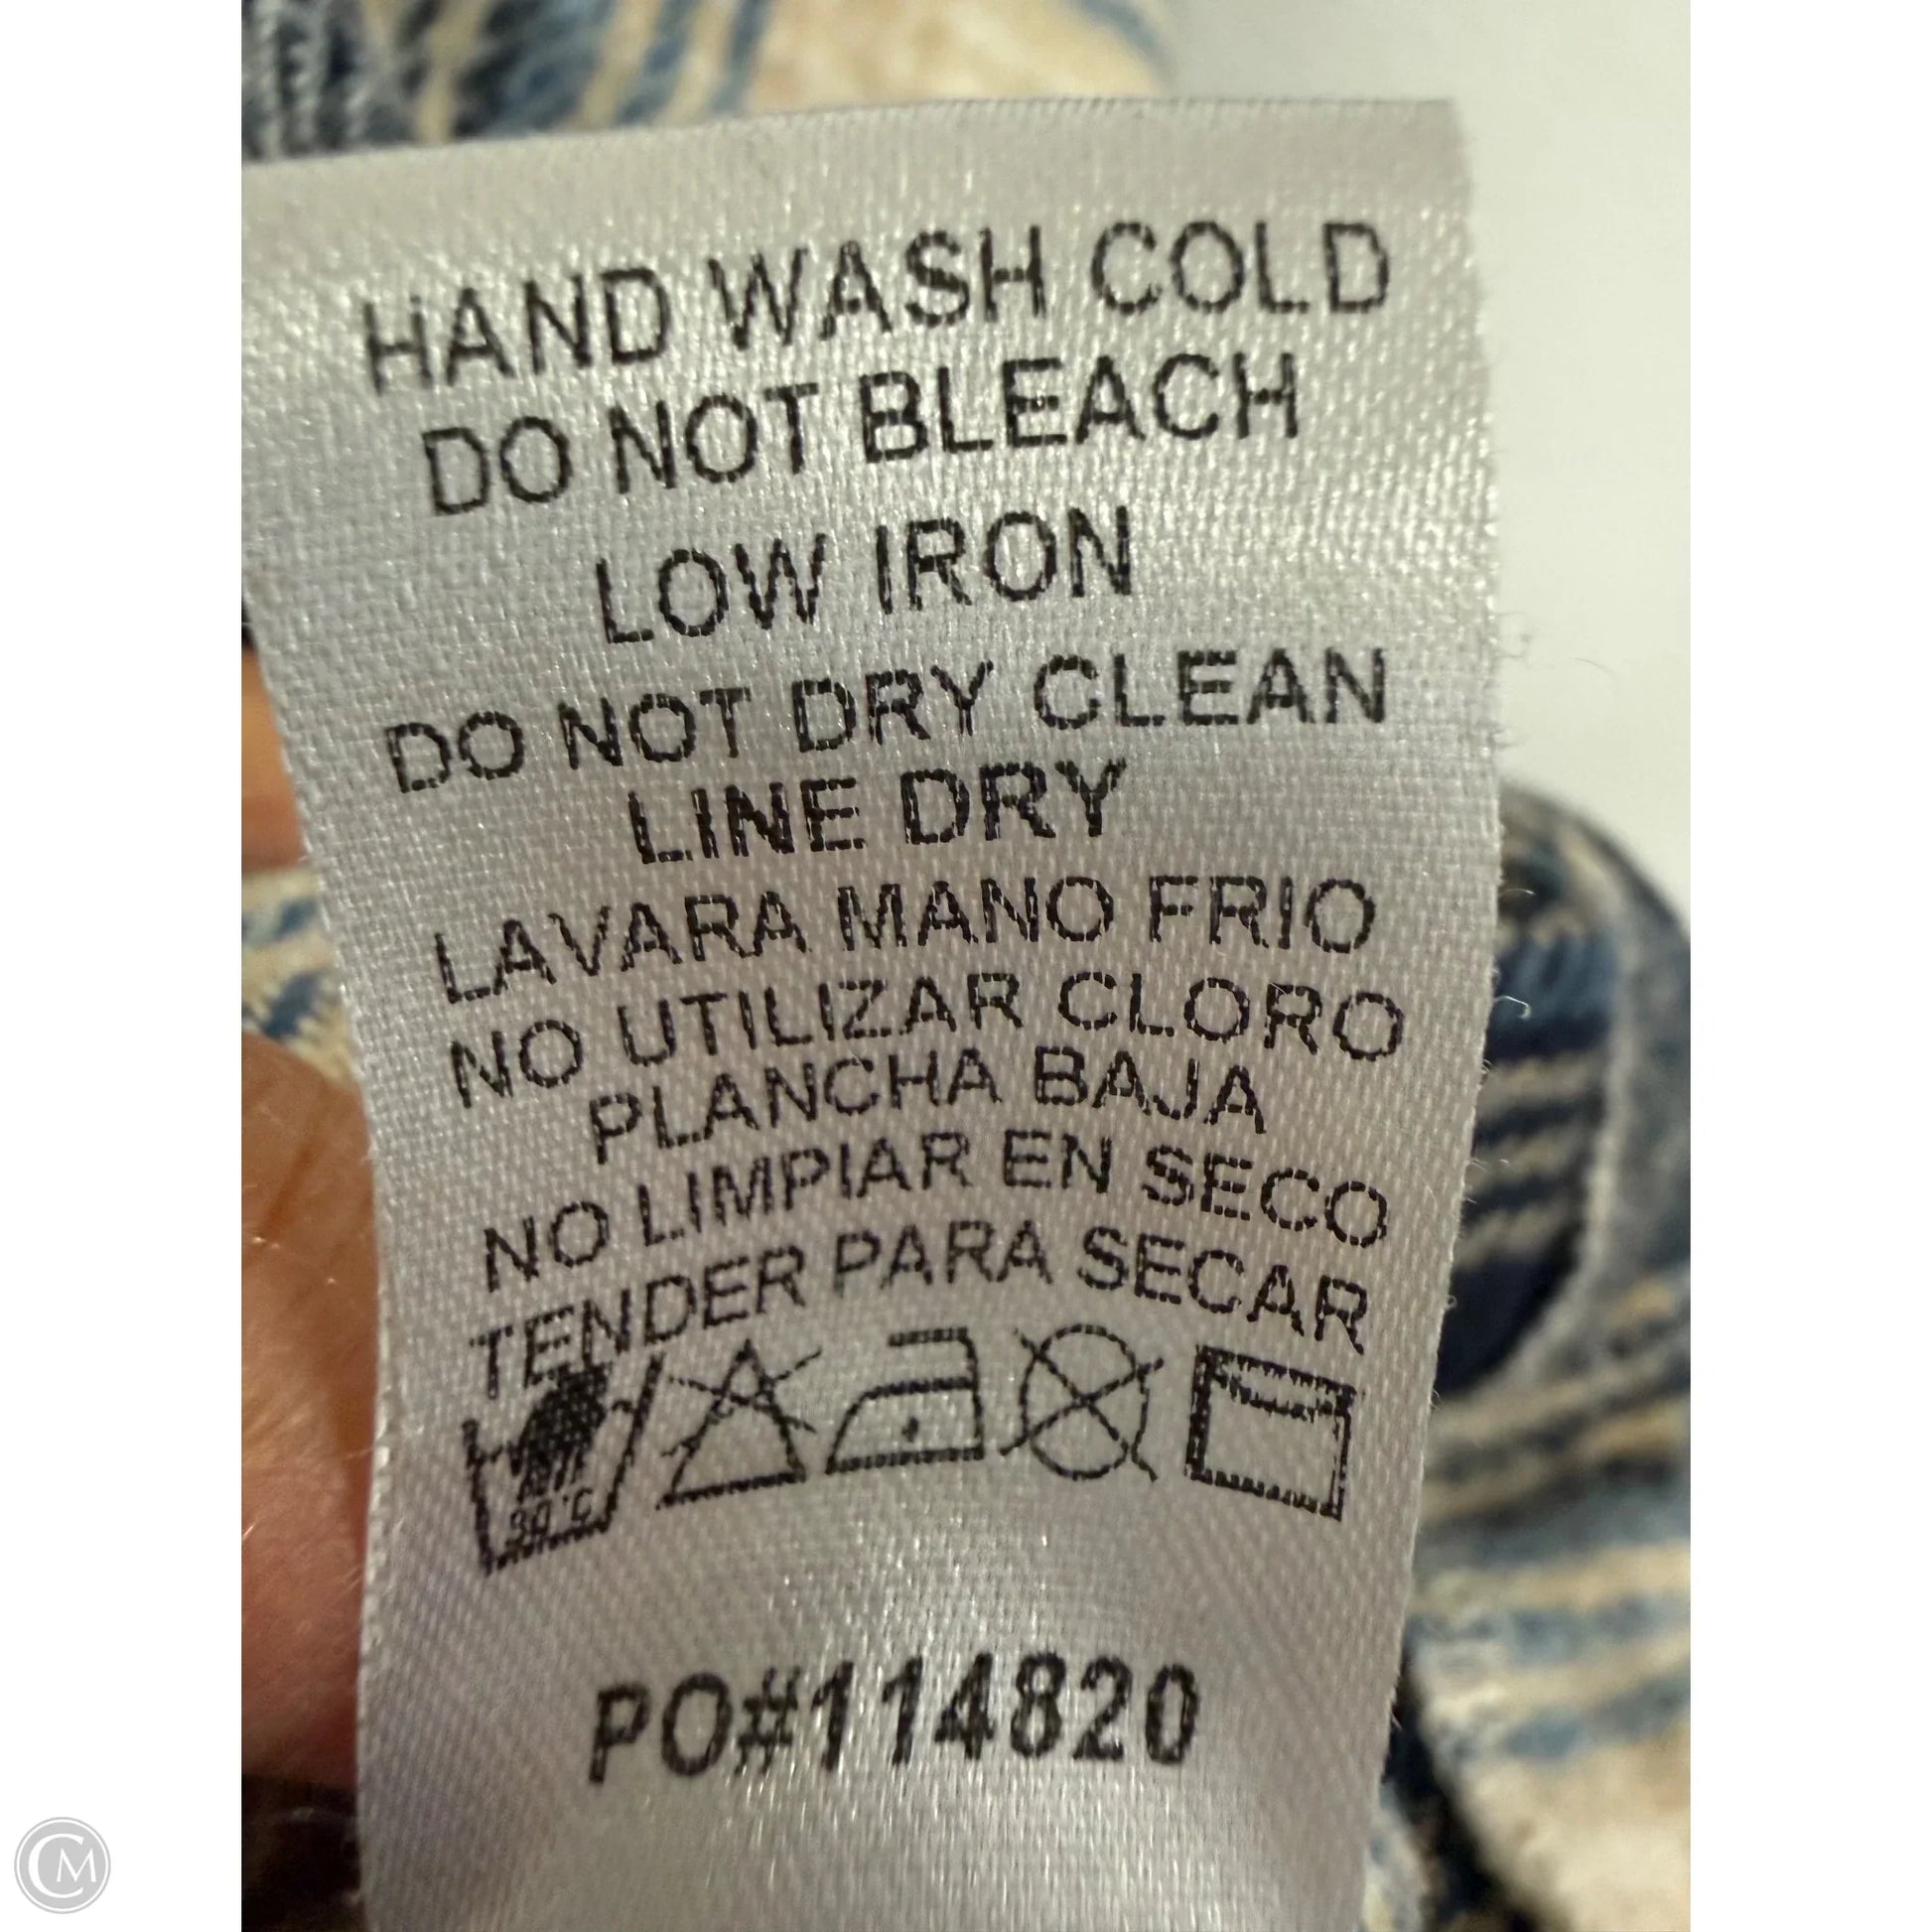 HAND WASH COLD
DO NOT BLEACH
LOW IRON
DO NOT DRY CLEAN
LINE DRY
LAVARA MANO FRIO
NO UTILIZAR CLORO
PLANCHA BAJA
NO LIMPIAR EN SECO
TENDER PARA SECAR
30°C
PO#114820
CM